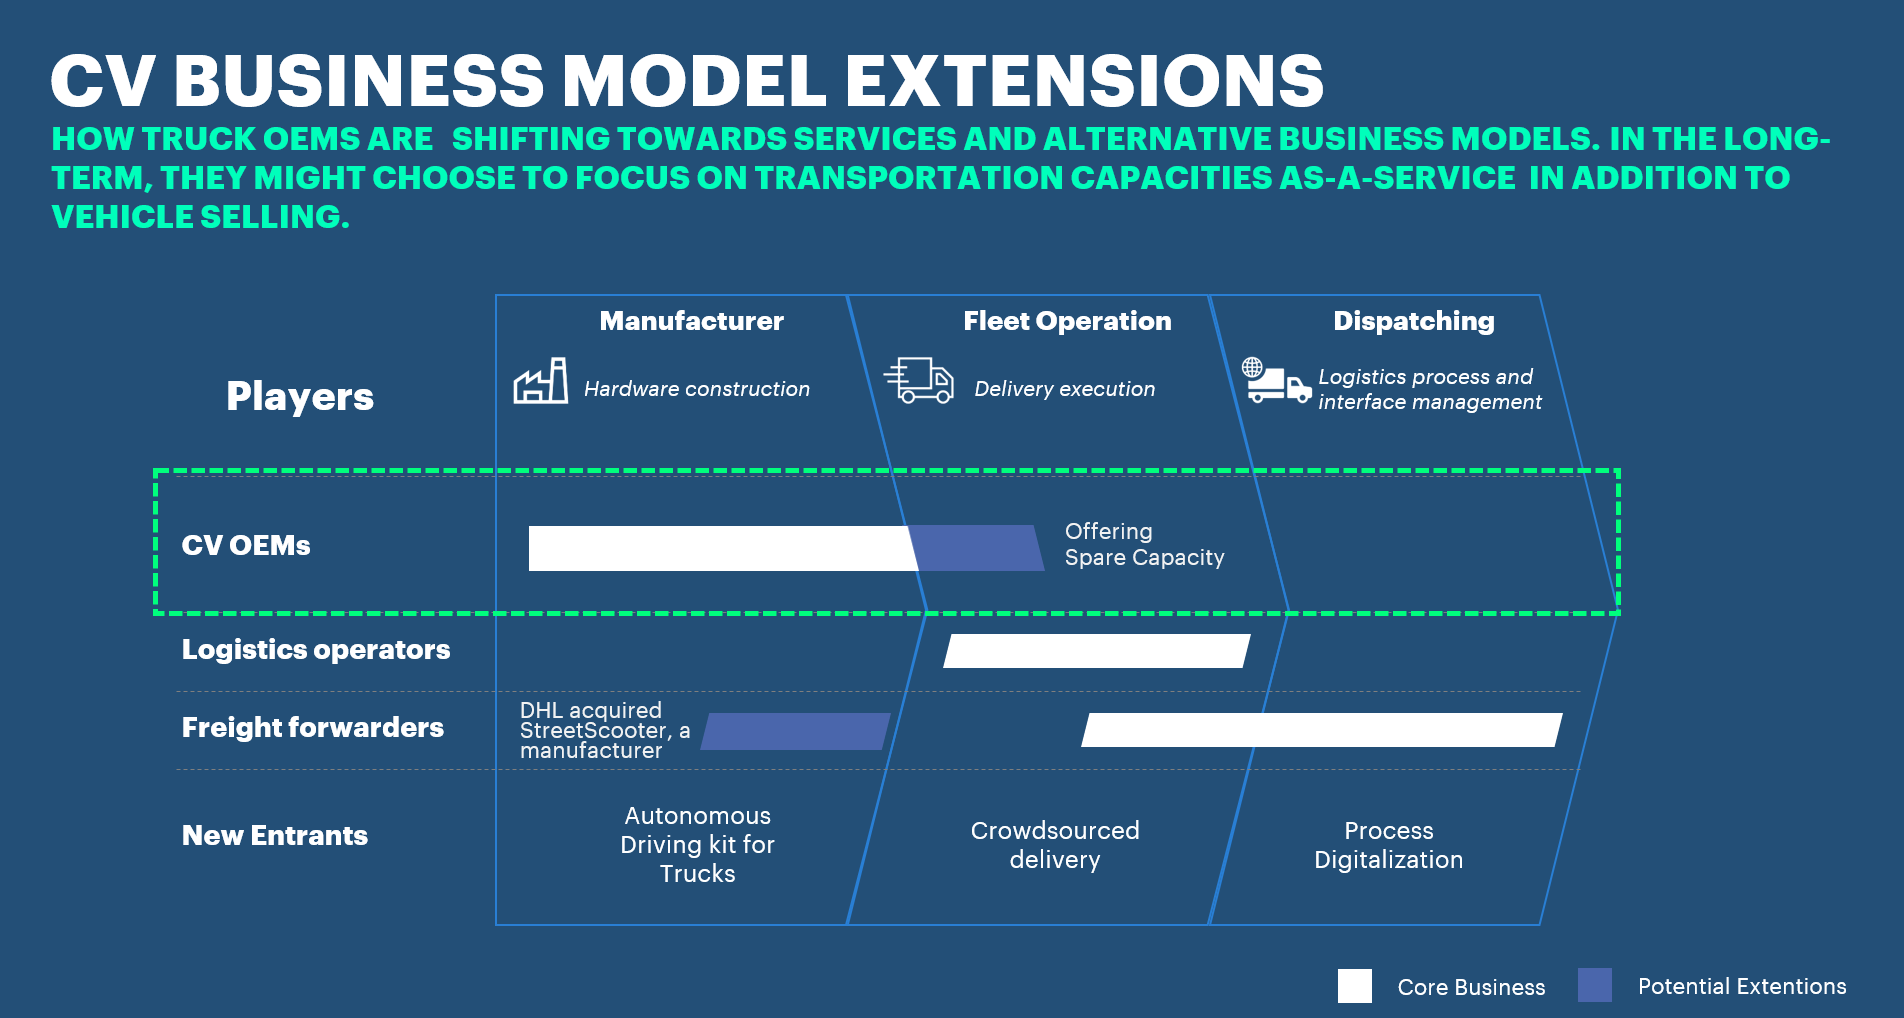 CV BUSINESS MODEL EXTENSIONS
HOW TRUCK OEMS ARE SHIFTING TOWARDS SERVICES AND ALTERNATIVE BUSINESS MODELS. IN THE LONG-
TERM, THEY MIGHT CHOOSE TO FOCUS ON TRANSPORTATION CAPACITIES AS-A-SERVICE IN ADDITION TO
VEHICLE SELLING.
Players
Manufacturer
Hardware construction
Fleet Operation
Delivery execution
Dispatching
Logistics process and
interface management
CV OEMs
Offering
Spare Capacity
Logistics operators
Freight forwarders
DHL acquired
StreetScooter, a
manufacturer
New Entrants
Autonomous
Driving kit for
Trucks
Crowdsourced
delivery
Process
Digitalization
Core Business
Potential Extentions